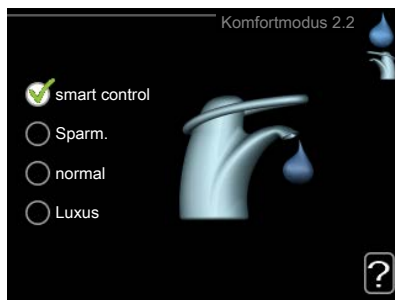 Komfortmodus 2.2
smart control
Sparm.
normal
Luxus
?